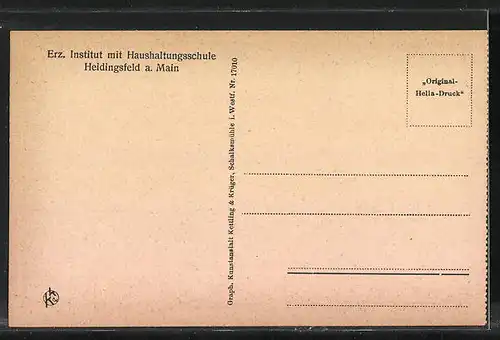 Erz. Institut mit Haushaltungsschule
Heidingsfeld a. Main
„Original-
Hella-Druck“
Graph. Kunstanstalt Kettling & Krüger, Schalksmühle i. Westf. Nr. 17010